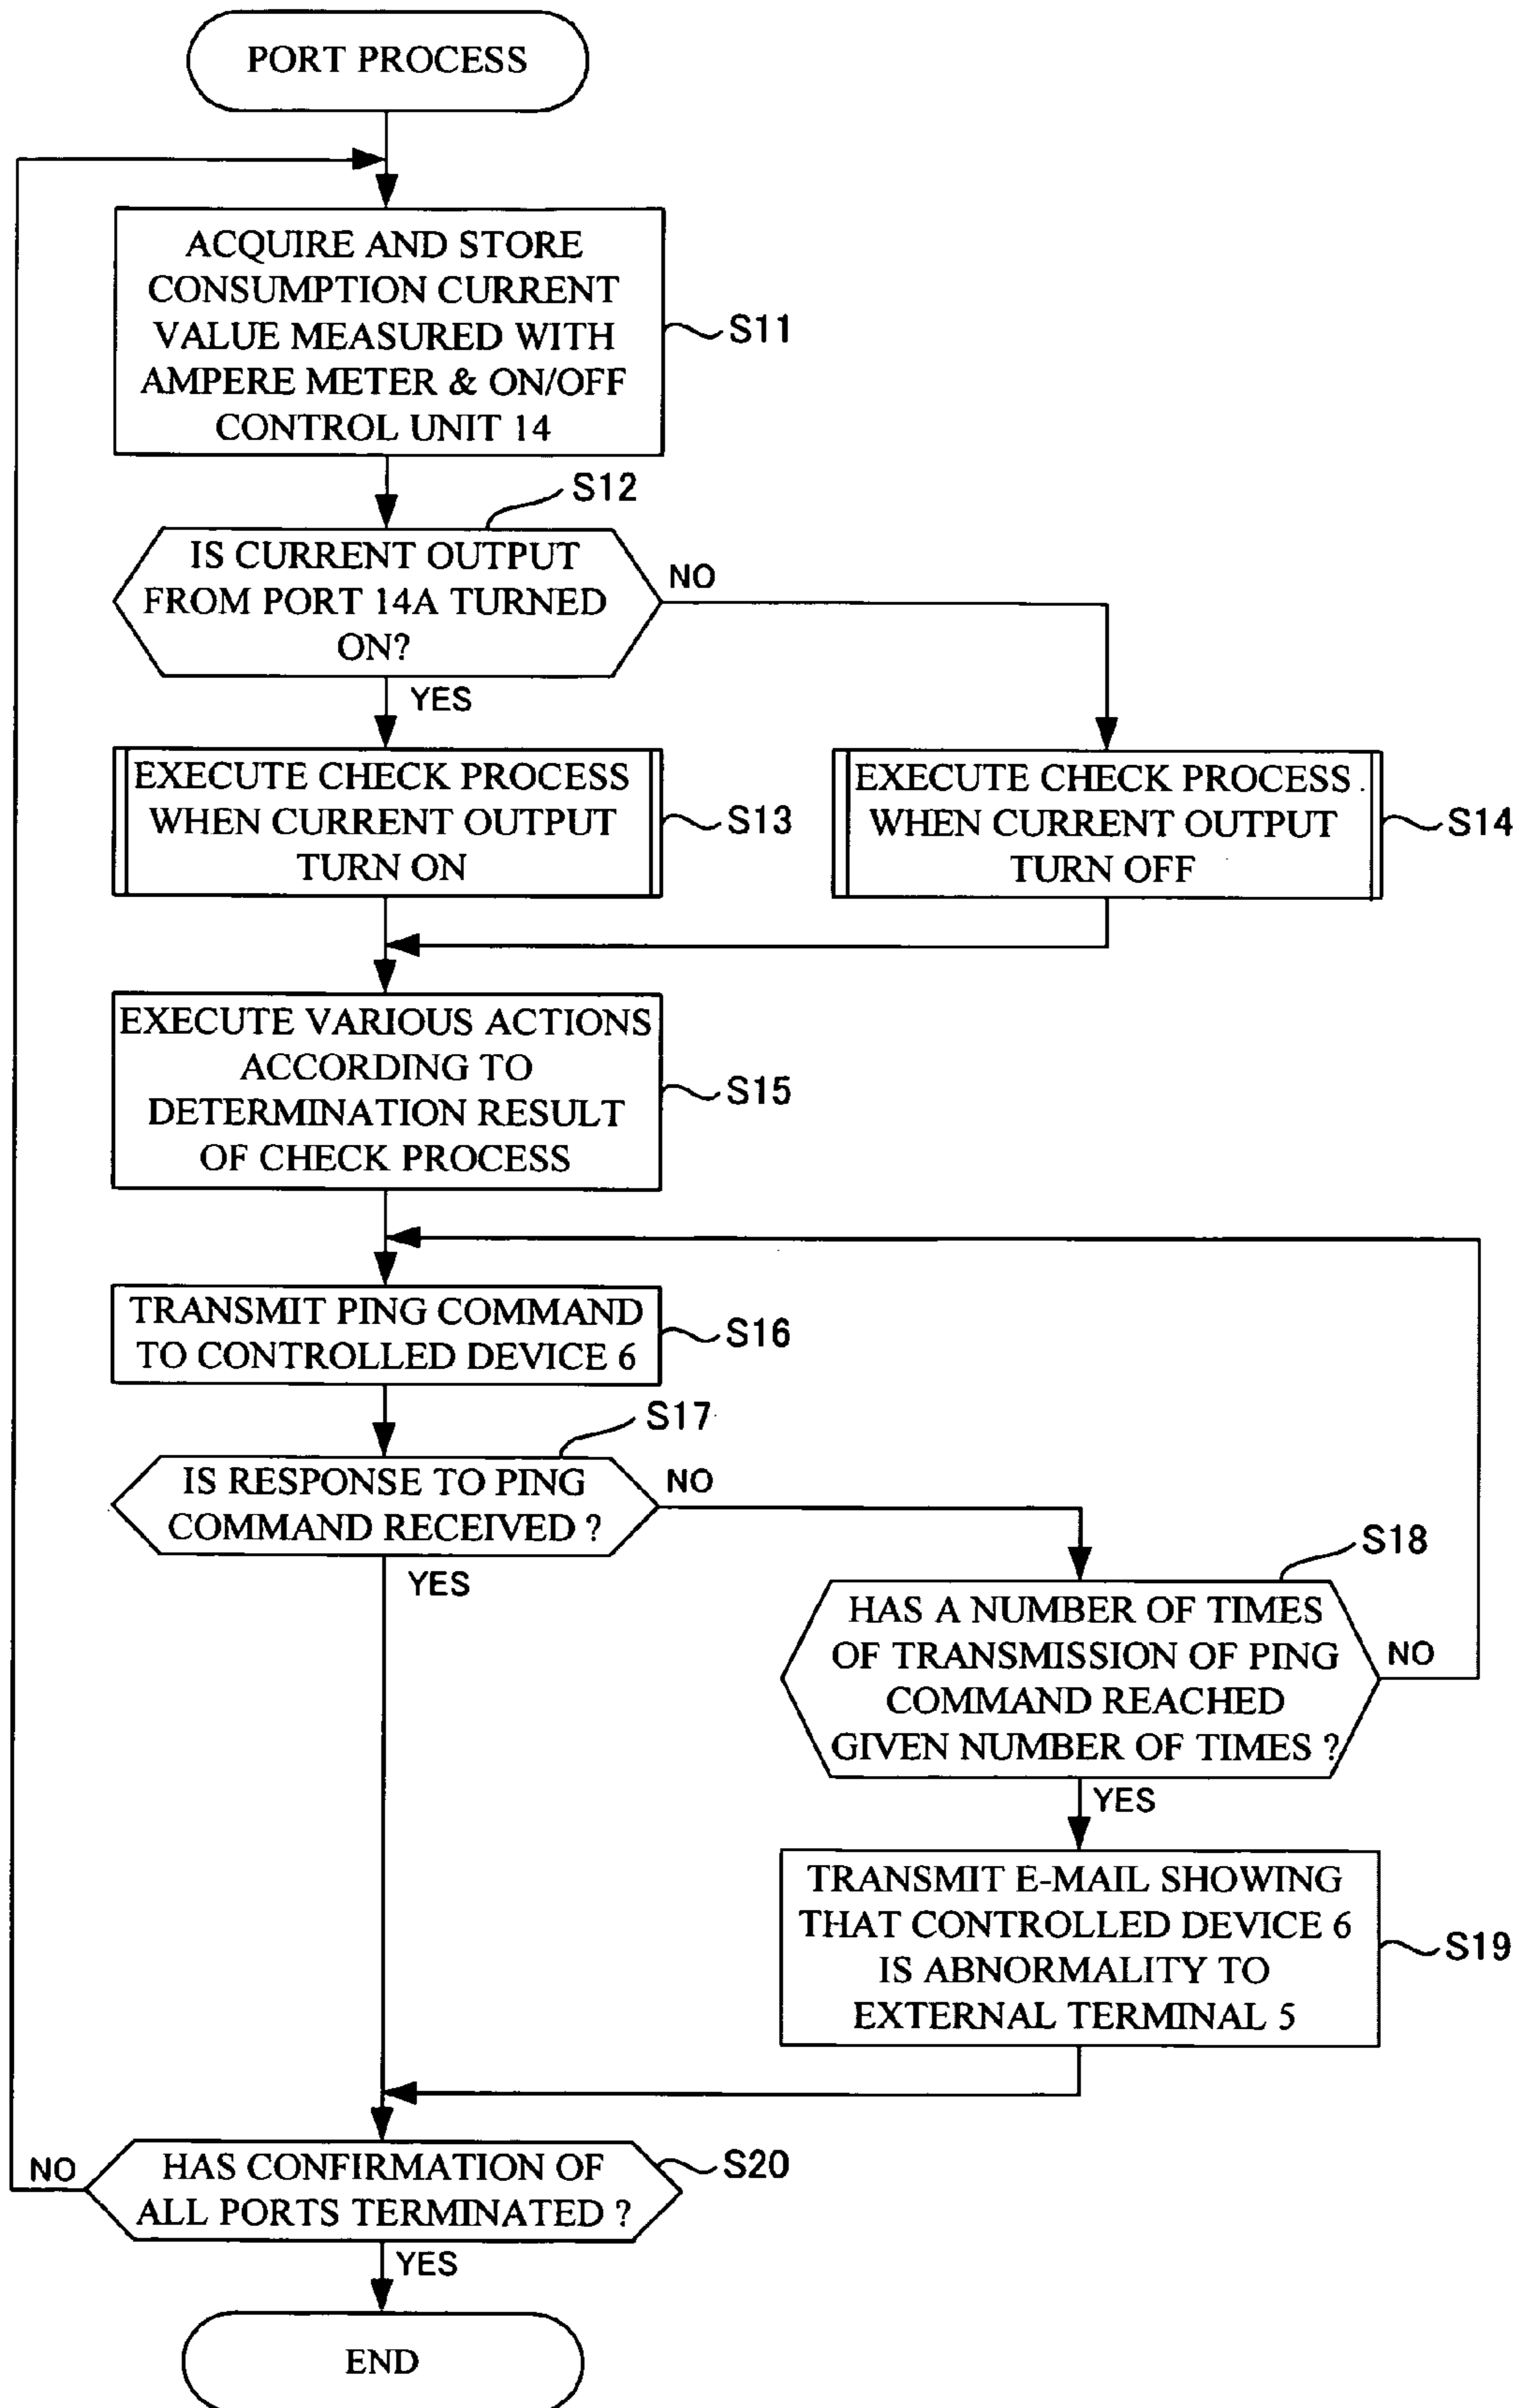 PORT PROCESS
ACQUIRE AND STORE
CONSUMPTION CURRENT
VALUE MEASURED WITH
AMPERE METER & ON/OFF
CONTROL UNIT 14
S11
S12
IS CURRENT OUTPUT
FROM PORT 14A TURNED
ON?
NO
YES
EXECUTE CHECK PROCESS
WHEN CURRENT OUTPUT
TURN ON
S13
EXECUTE CHECK PROCESS
WHEN CURRENT OUTPUT
TURN OFF
S14
EXECUTE VARIOUS ACTIONS
ACCORDING TO
DETERMINATION RESULT
OF CHECK PROCESS
S15
TRANSMIT PING COMMAND
TO CONTROLLED DEVICE 6
S16
S17
IS RESPONSE TO PING
COMMAND RECEIVED ?
NO
YES
S18
HAS A NUMBER OF TIMES
OF TRANSMISSION OF PING
COMMAND REACHED
GIVEN NUMBER OF TIMES ?
NO
YES
TRANSMIT E-MAIL SHOWING
THAT CONTROLLED DEVICE 6
IS ABNORMALITY TO
EXTERNAL TERMINAL 5
S19
HAS CONFIRMATION OF
ALL PORTS TERMINATED ?
S20
NO
YES
END